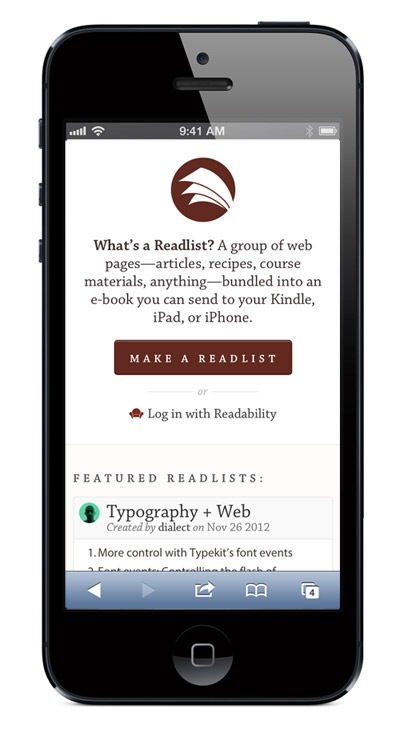 9:41 AM
What's a Readlist? A group of web
pages—articles, recipes, course
materials, anything—bundled into an
e-book you can send to your Kindle,
iPad, or iPhone.
MAKE A READLIST
or
Log in with Readability
FEATURED READLISTS:
Typography + Web
Created by dialect on Nov 26 2012
1. More control with Typekit's font events
2. Font events: Controlling the flash of
4